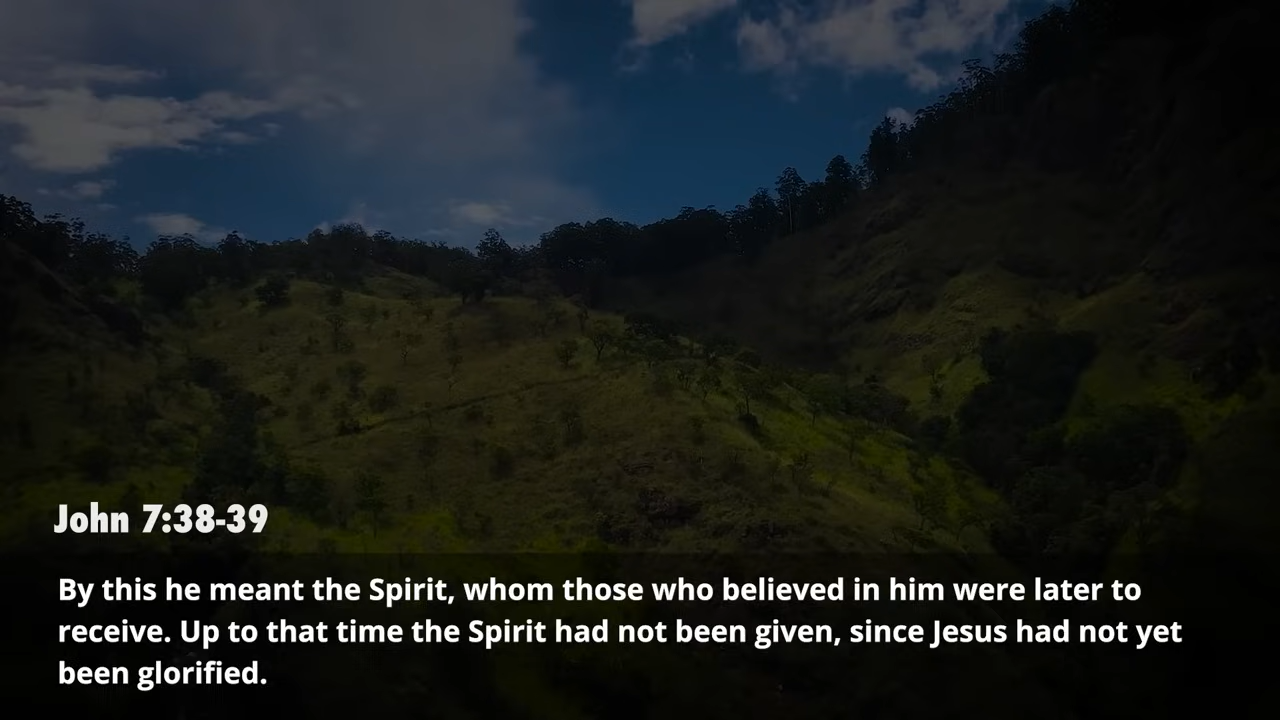 John 7:38-39
By this he meant the Spirit, whom those who believed in him were later to
receive. Up to that time the Spirit had not been given, since Jesus had not yet
been glorified.